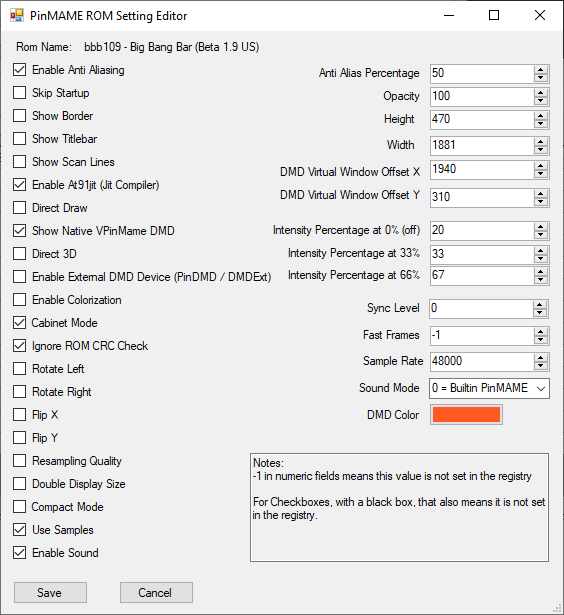 PinMAME ROM Setting Editor
Rom Name: bbb109 - Big Bang Bar (Beta 1.9 US)
Enable Anti Aliasing
Skip Startup
Show Border
Show Titlebar
Show Scan Lines
Enable At91jit (Jit Compiler)
Direct Draw
Show Native VPinMame DMD
Direct 3D
Enable External DMD Device (PinDMD / DMDExt)
Enable Colorization
Cabinet Mode
Ignore ROM CRC Check
Rotate Left
Rotate Right
Flip X
Flip Y
Resampling Quality
Double Display Size
Compact Mode
Use Samples
Enable Sound
Anti Alias Percentage 50
Opacity 100
Height 470
Width 1881
DMD Virtual Window Offset X 1940
DMD Virtual Window Offset Y 310
Intensity Percentage at 0% (off) 20
Intensity Percentage at 33% 33
Intensity Percentage at 66% 67
Sync Level 0
Fast Frames -1
Sample Rate 48000
Sound Mode 0 = Builtin PinMAME
DMD Color
Notes:
-1 in numeric fields means this value is not set in the registry
For Checkboxes, with a black box, that also means it is not set
in the registry.
Save
Cancel